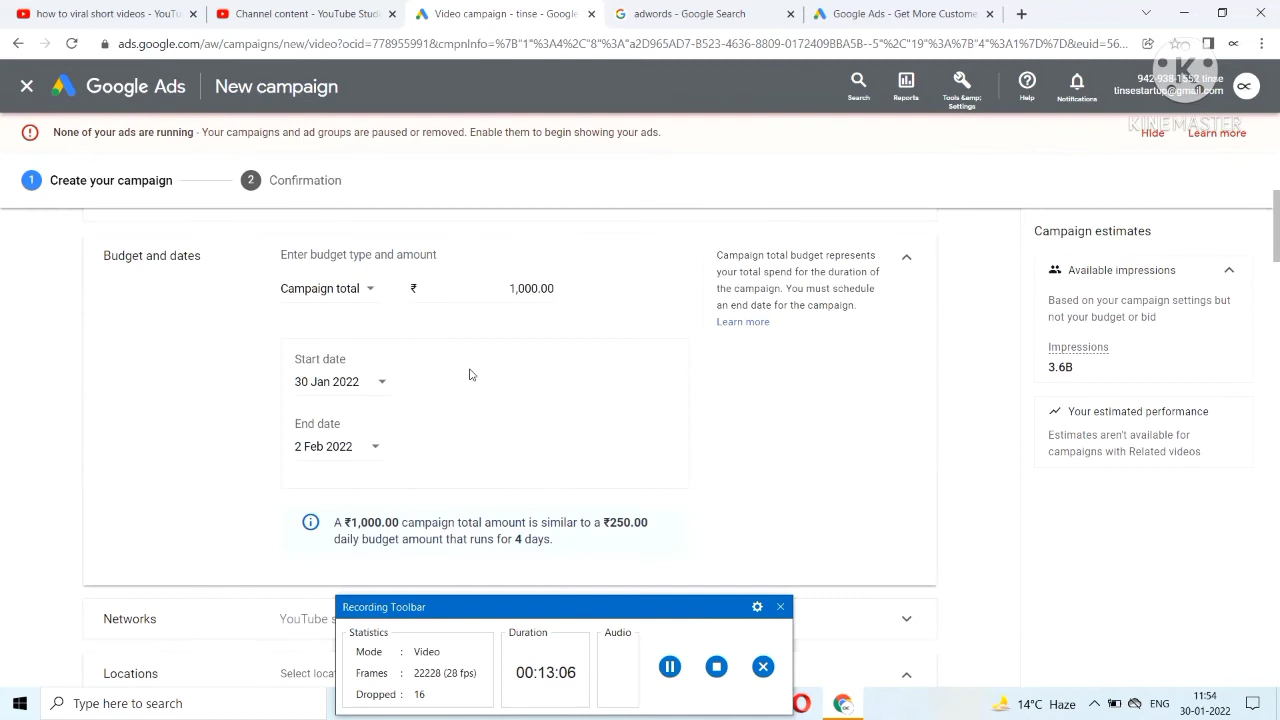 how to viral short videos - YouTu
Channel content - YouTube Studi
Video campaign - tinse - Google
adwords - Google Search
Google Ads - Get More Custome
ads.google.com/aw/campaigns/new/video?ocid=778955991&cmpnInfo=%7B"1"%3A4%2C"8"%3A"a2D965AD7-B523-4636-8809-0172409BBA5B--5"%2C"19"%3A%7B"4"%3A1%7D%7D&euid=56...
Google Ads
New campaign
Search
Reports
Tools &amp;
Settings
Help
Notifications
942-938-1552 tinse
tinsestartup@gmail.com
KINEMASTER
None of your ads are running - Your campaigns and ad groups are paused or removed. Enable them to begin showing your ads.
Hide
Learn more
1 Create your campaign
2 Confirmation
Budget and dates
Enter budget type and amount
Campaign total
₹ 1,000.00
Campaign total budget represents
your total spend for the duration of
the campaign. You must schedule
an end date for the campaign.
Learn more
Start date
30 Jan 2022
End date
2 Feb 2022
A ₹1,000.00 campaign total amount is similar to a ₹250.00
daily budget amount that runs for 4 days.
Campaign estimates
Available impressions
Based on your campaign settings but
not your budget or bid
Impressions
3.6B
Your estimated performance
Estimates aren't available for
campaigns with Related videos
Networks
YouTube s
Locations
Select loca
Recording Toolbar
Statistics
Mode : Video
Frames : 22228 (28 fps)
Dropped : 16
Duration
00:13:06
Audio
Type here to search
14°C Haze
ENG
11:54
30-01-2022